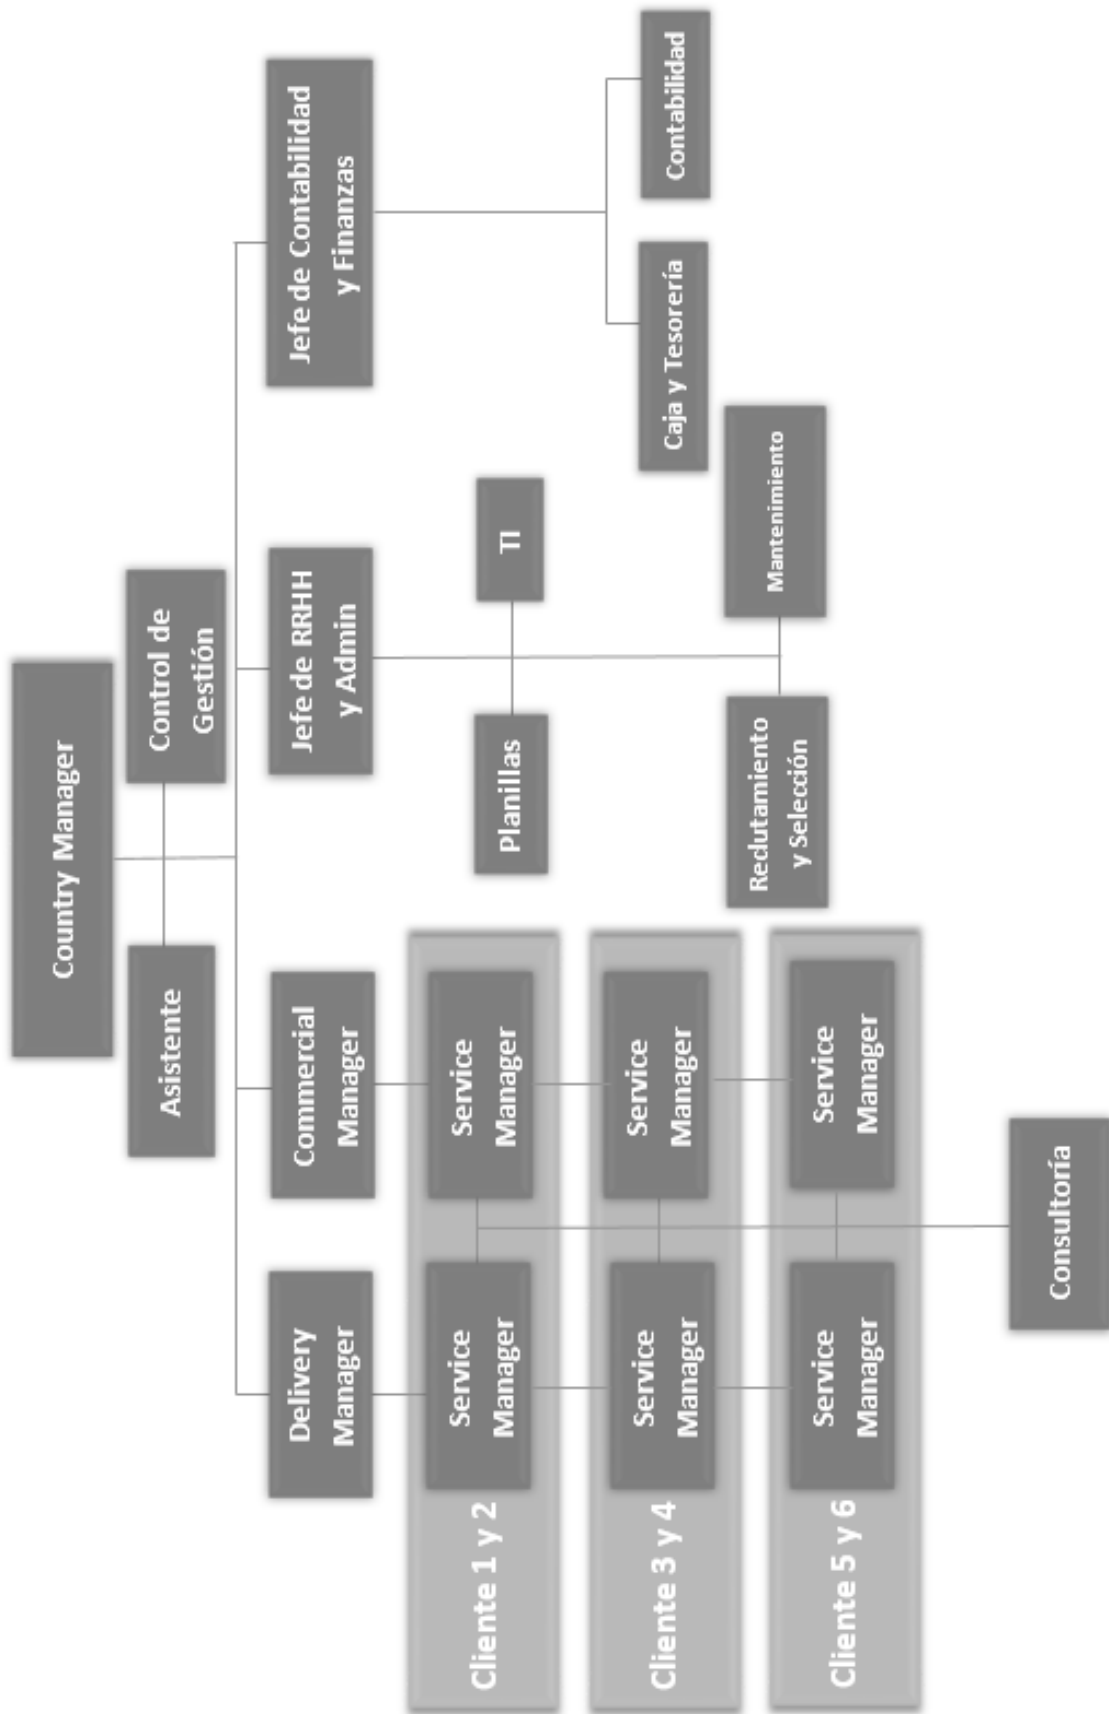 Country Manager
Asistente
Control de
Gestión
Delivery
Manager
Commercial
Manager
Jefe de RRHH
y Admin
Jefe de Contabilidad
y Finanzas
Cliente 1 y 2
Service
Manager
Service
Manager
Planillas
TI
Cliente 3 y 4
Service
Manager
Service
Manager
Caja y Tesorería
Contabilidad
Cliente 5 y 6
Service
Manager
Service
Manager
Reclutamiento
y Selección
Mantenimiento
Consultoría